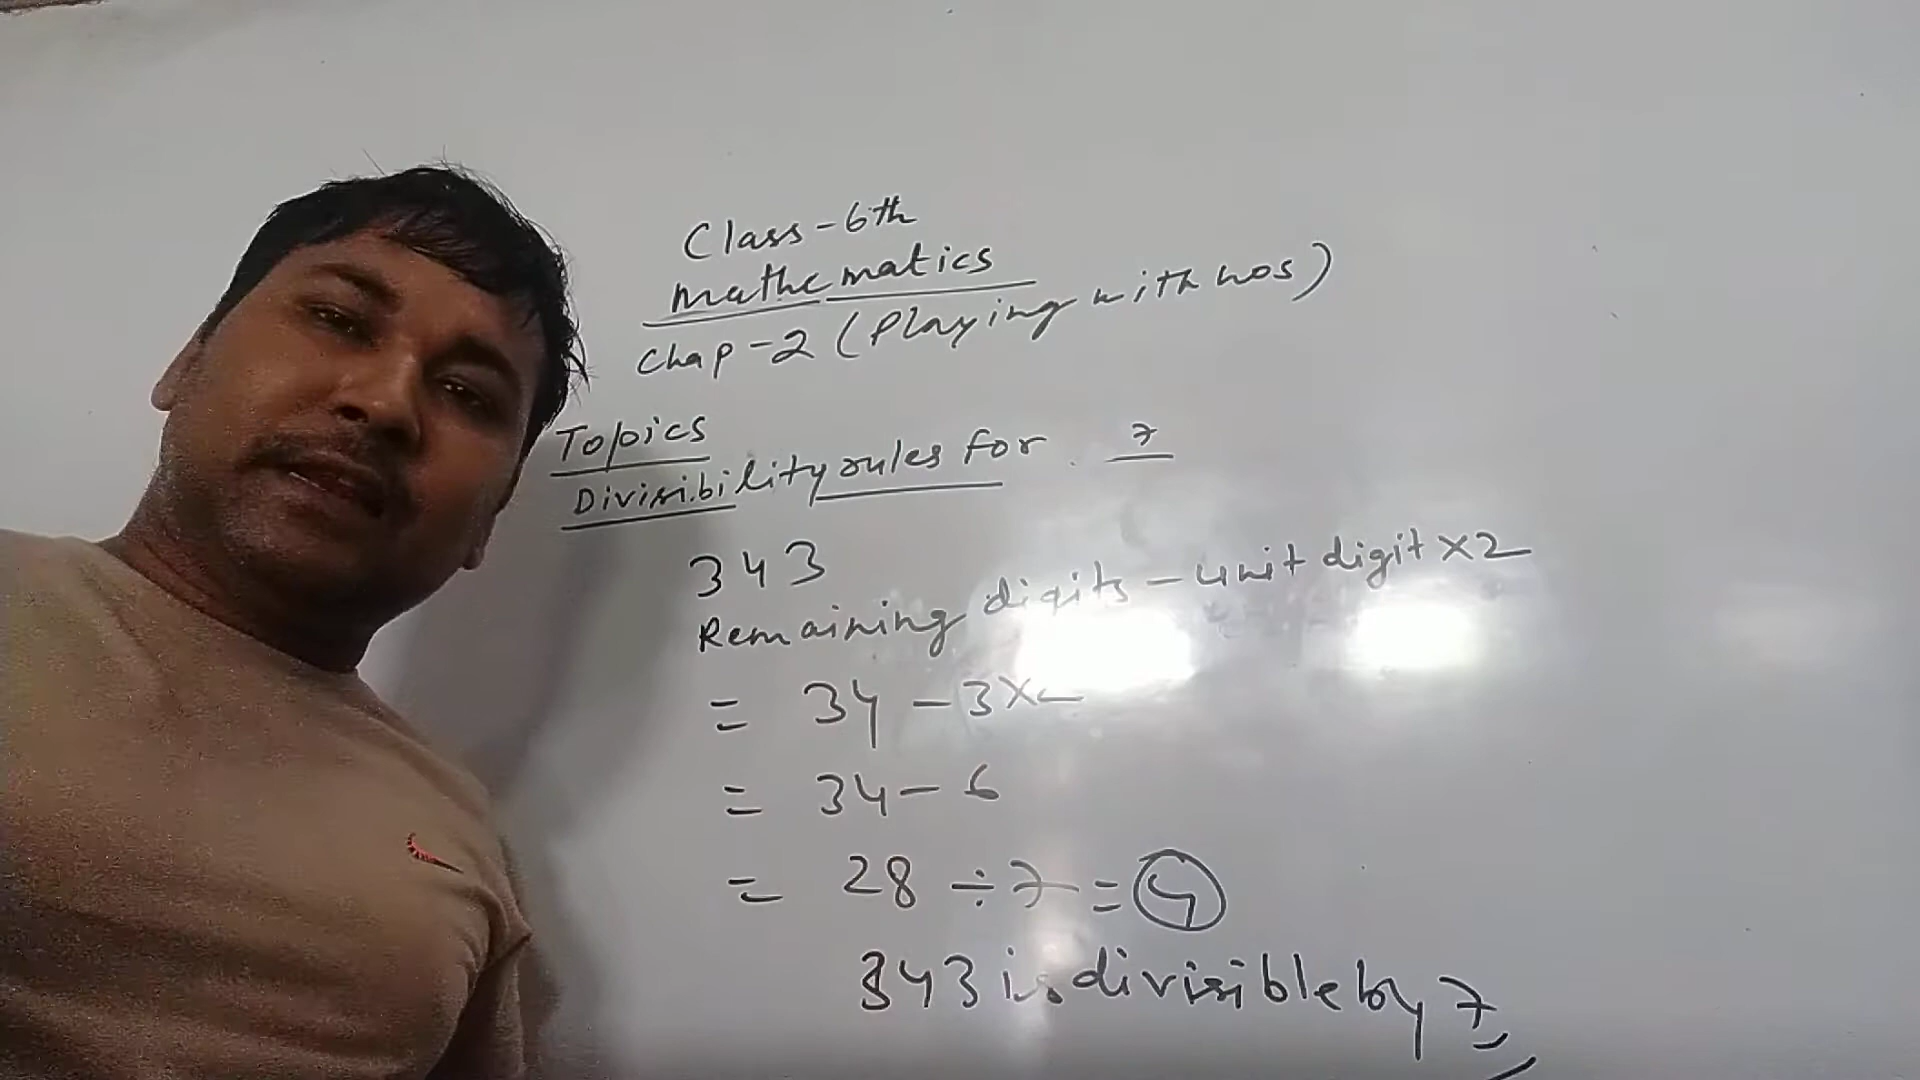 Class-6th
Mathematics
Chap-2 (Playing with nos)
Topics
Divisibility rules for 7
343
Remaining digits - unit digit ×2
= 34 - 3×2
= 34 - 6
= 28 ÷ 7 = 4
343 is divisible by 7